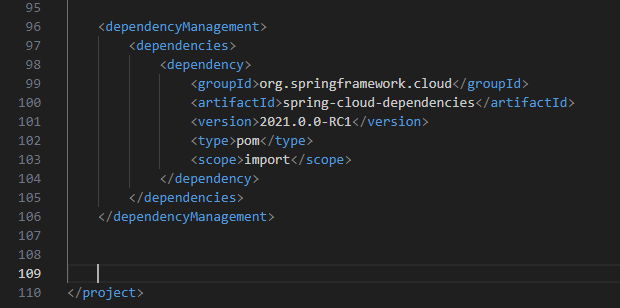 95
96 <dependencyManagement>
97 <dependencies>
98 <dependency>
99 <groupId>org.springframework.cloud</groupId>
100 <artifactId>spring-cloud-dependencies</artifactId>
101 <version>2021.0.0-RC1</version>
102 <type>pom</type>
103 <scope>import</scope>
104 </dependency>
105 </dependencies>
106 </dependencyManagement>
107
108
109
110 </project>